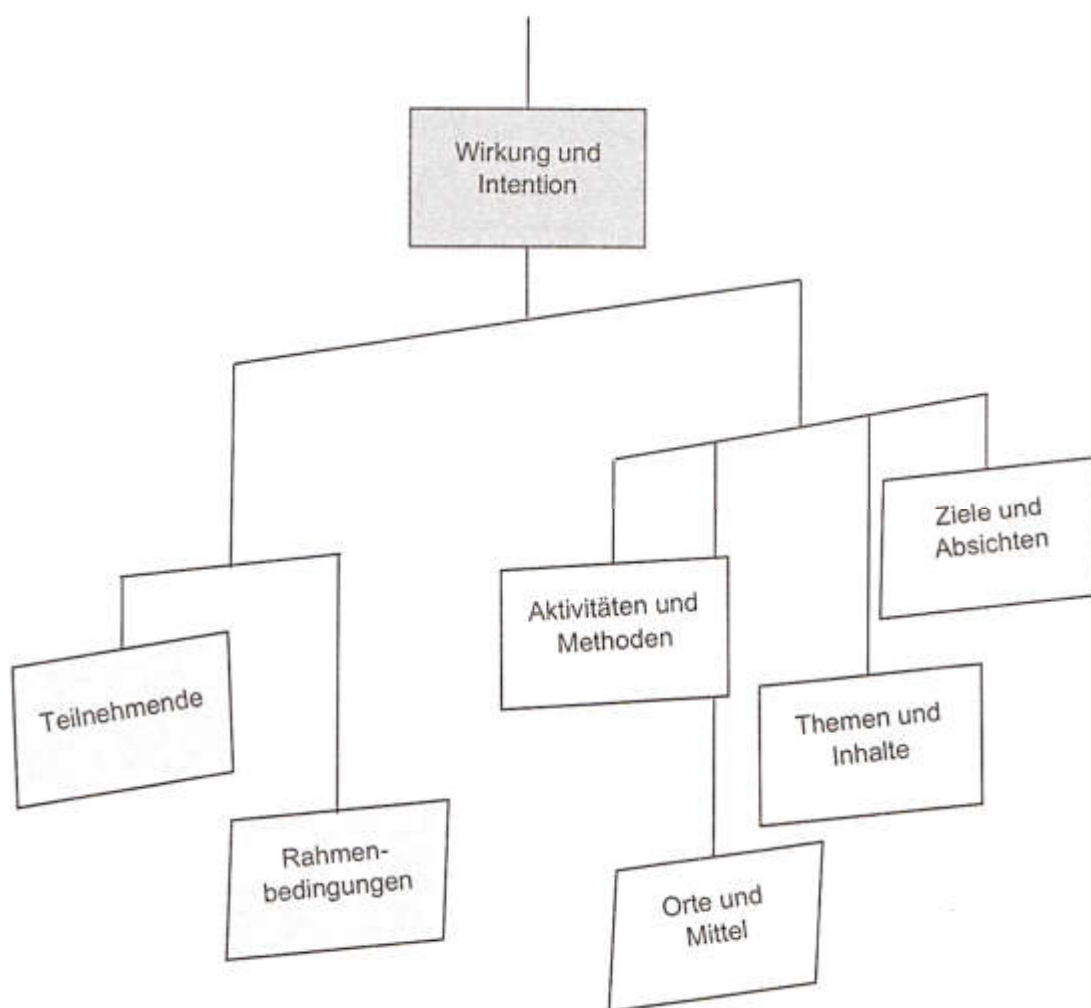 Wirkung und
Intention
Ziele und
Absichten
Aktivitäten und
Methoden
Teilnehmende
Themen und
Inhalte
Rahmen-
bedingungen
Orte und
Mittel